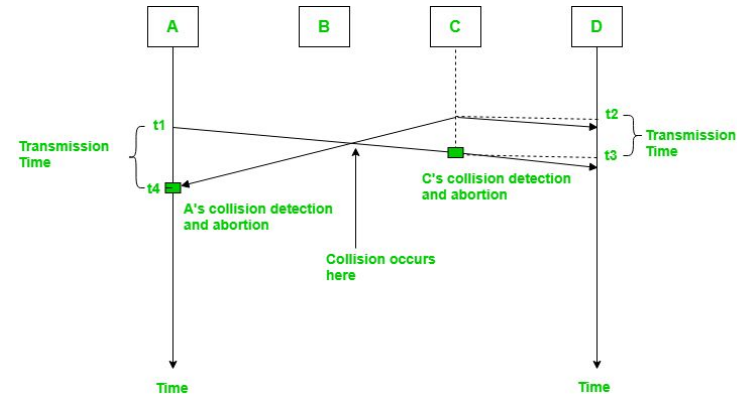 A
B
C
D
t1
t2
Transmission
Time
Transmission
Time
t3
t4
C's collision detection
and abortion
A's collision detection
and abortion
Collision occurs
here
Time
Time